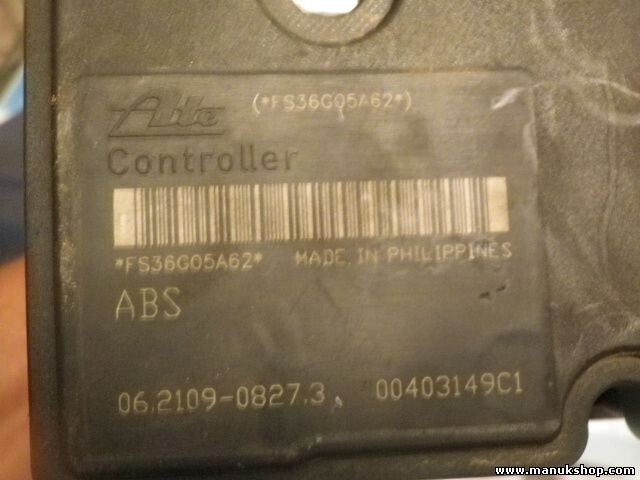 Ate (*FS36G05A62*)
Controller
*FS36G05A62* MADE IN PHILIPPINES
ABS
06.2109-0827.3 00403149C1
www.manukshop.com